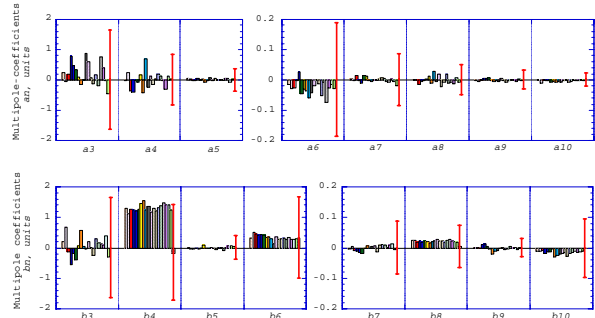 Multipole-coefficients
an, units
2
1
0
-1
-2
a3 a4 a5
0.2
0.1
0
-0.1
-0.2
a6 a7 a8 a9 a10
Multipole coefficients
bn, units
2
1
0
-1
-2
b3 b4 b5 b6
0.2
0.1
0
-0.1
-0.2
b7 b8 b9 b10